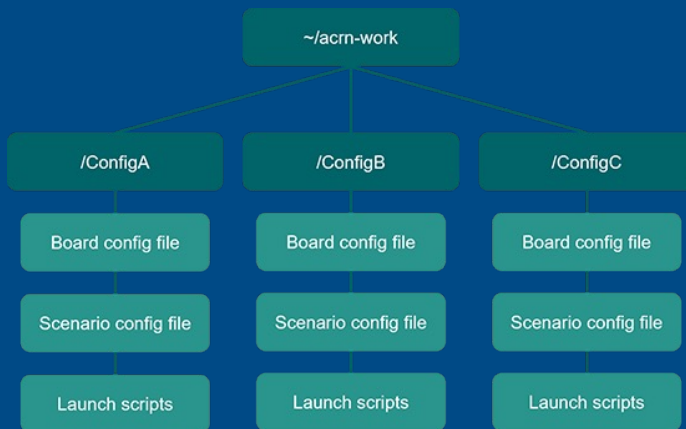 ~/acrn-work
/ConfigA
/ConfigB
/ConfigC
Board config file
Board config file
Board config file
Scenario config file
Scenario config file
Scenario config file
Launch scripts
Launch scripts
Launch scripts